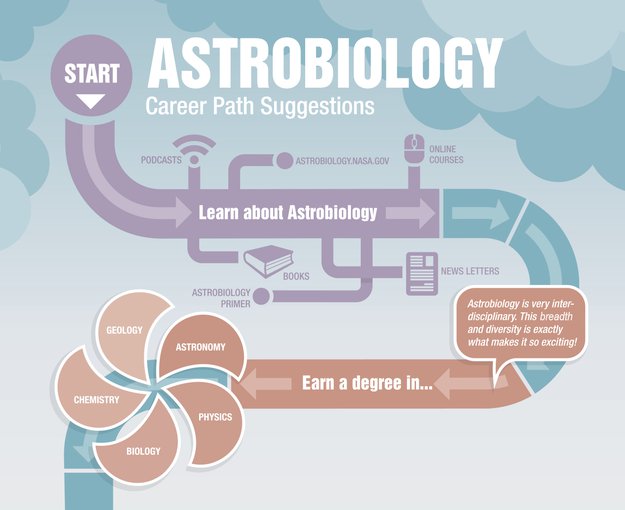 START
ASTROBIOLOGY
Career Path Suggestions
PODCASTS
ASTROBIOLOGY.NASA.GOV
ONLINE
COURSES
Learn about Astrobiology
BOOKS
NEWS LETTERS
ASTROBIOLOGY
PRIMER
Astrobiology is very inter-
disciplinary. This breadth
and diversity is exactly
what makes it so exciting!
Earn a degree in...
GEOLOGY
ASTRONOMY
CHEMISTRY
PHYSICS
BIOLOGY